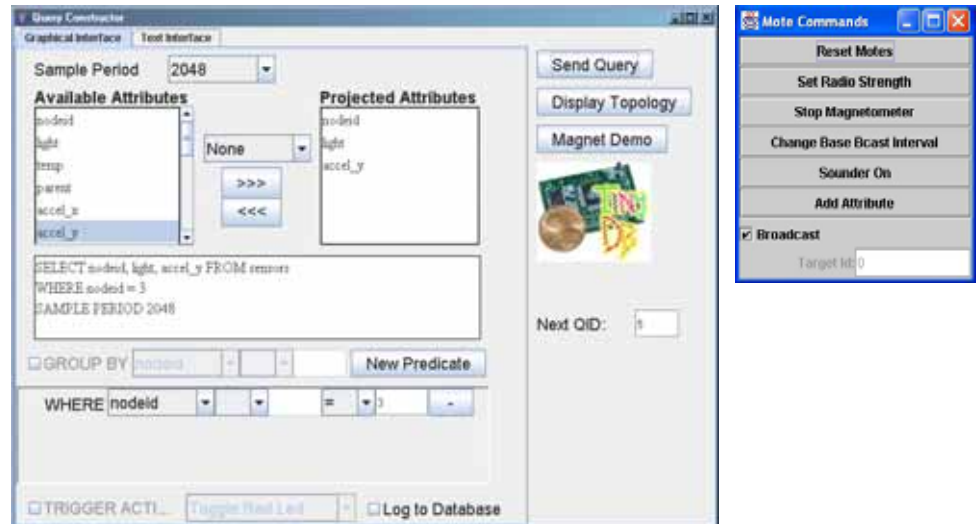 Query Constructor
Graphical Interface
Text Interface
Sample Period 2048
Available Attributes
nodeid
light
temp
parent
accel_x
accel_y
None
>>>
<<<
Projected Attributes
nodeid
light
accel_y
SELECT nodeid, light, accel_y FROM sensors
WHERE nodeid = 3
SAMPLE PERIOD 2048
GROUP BY nodeid
New Predicate
WHERE nodeid = 3 -
TRIGGER ACTI... Toggle Red Led
Log to Database
Send Query
Display Topology
Magnet Demo
Next QID:
Mote Commands
Reset Motes
Set Radio Strength
Stop Magnetometer
Change Base Bcast Interval
Sounder On
Add Attribute
Broadcast
Target Id: 0